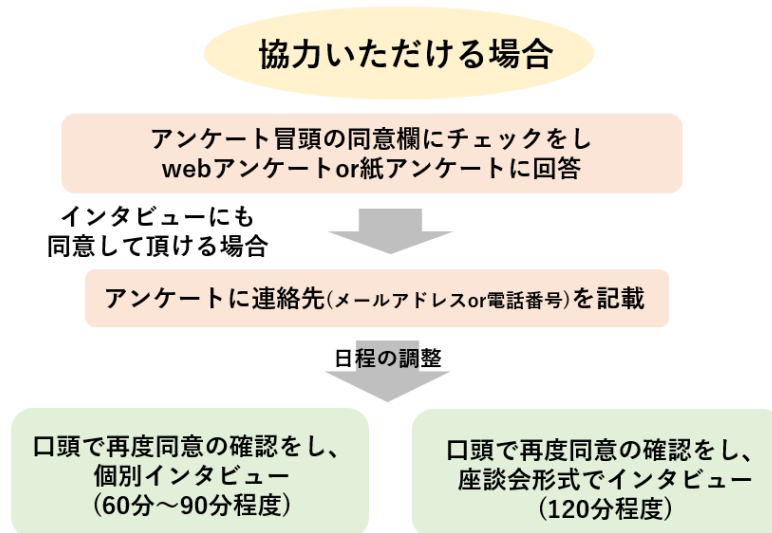 協力いただける場合
アンケート冒頭の同意欄にチェックをし
webアンケートor紙アンケートに回答
インタビューにも
同意して頂ける場合
アンケートに連絡先(メールアドレスor電話番号)を記載
日程の調整
口頭で再度同意の確認をし、
個別インタビュー
(60分～90分程度)
口頭で再度同意の確認をし、
座談会形式でインタビュー
(120分程度)